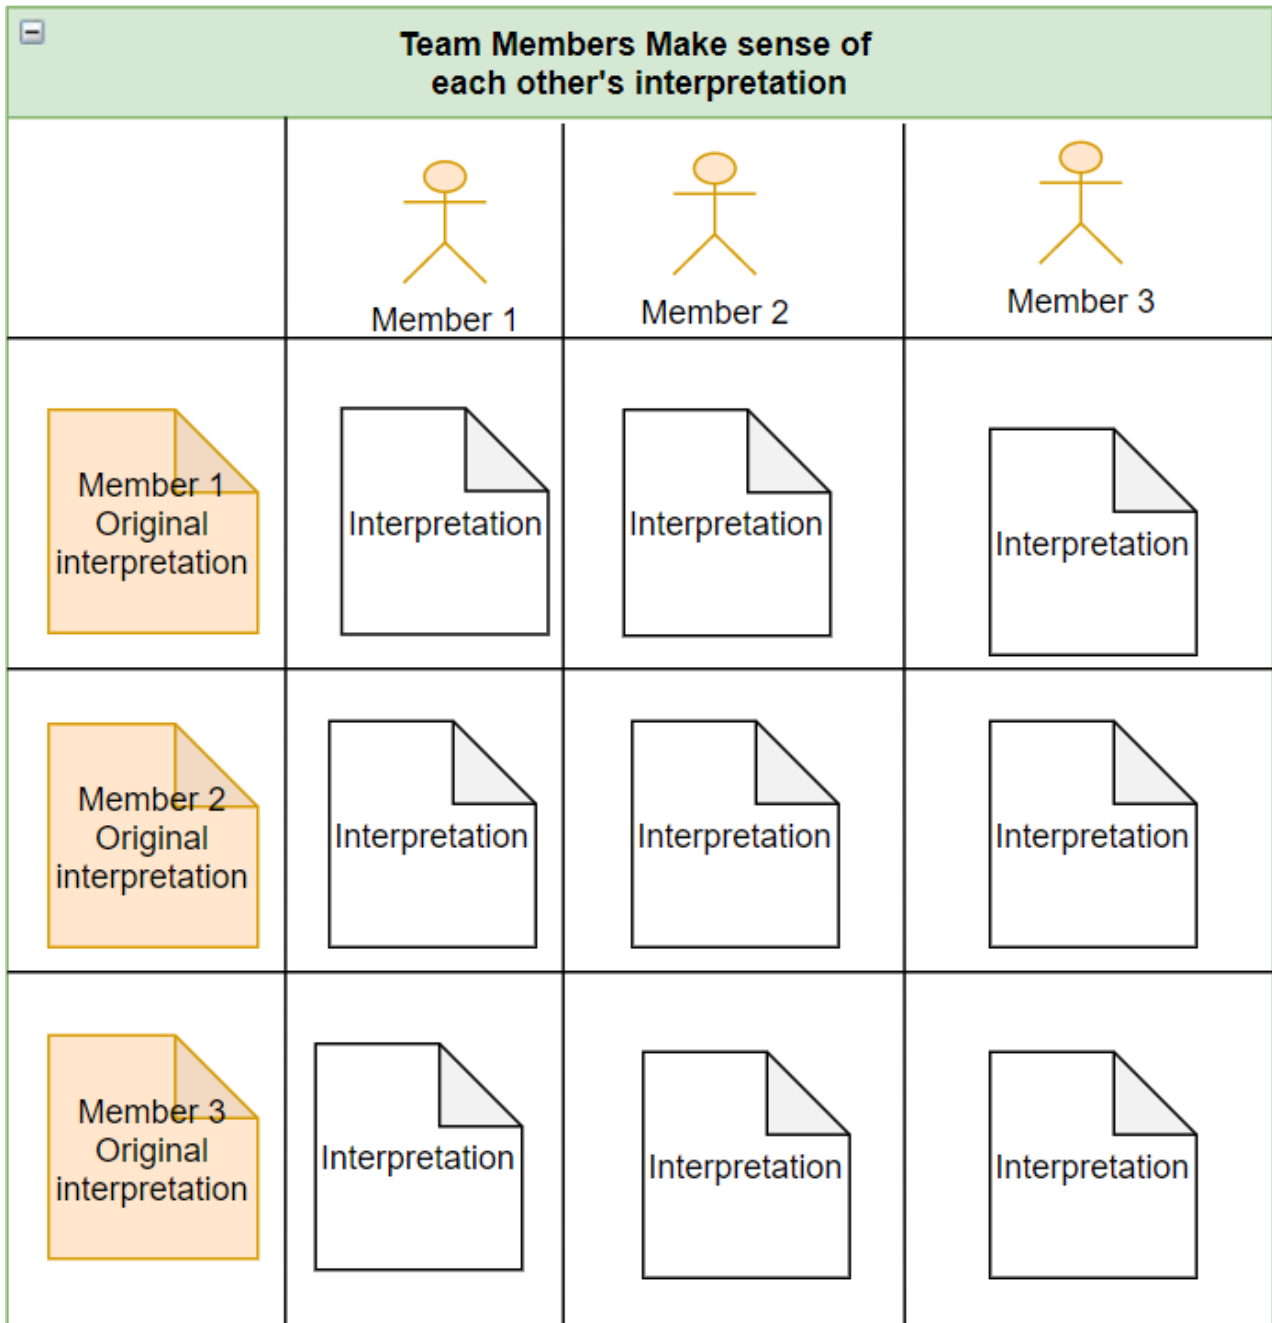 Team Members Make sense of
each other's interpretation
Member 1
Member 2
Member 3
Member 1
Original
interpretation
Interpretation
Interpretation
Interpretation
Member 2
Original
interpretation
Interpretation
Interpretation
Interpretation
Member 3
Original
interpretation
Interpretation
Interpretation
Interpretation